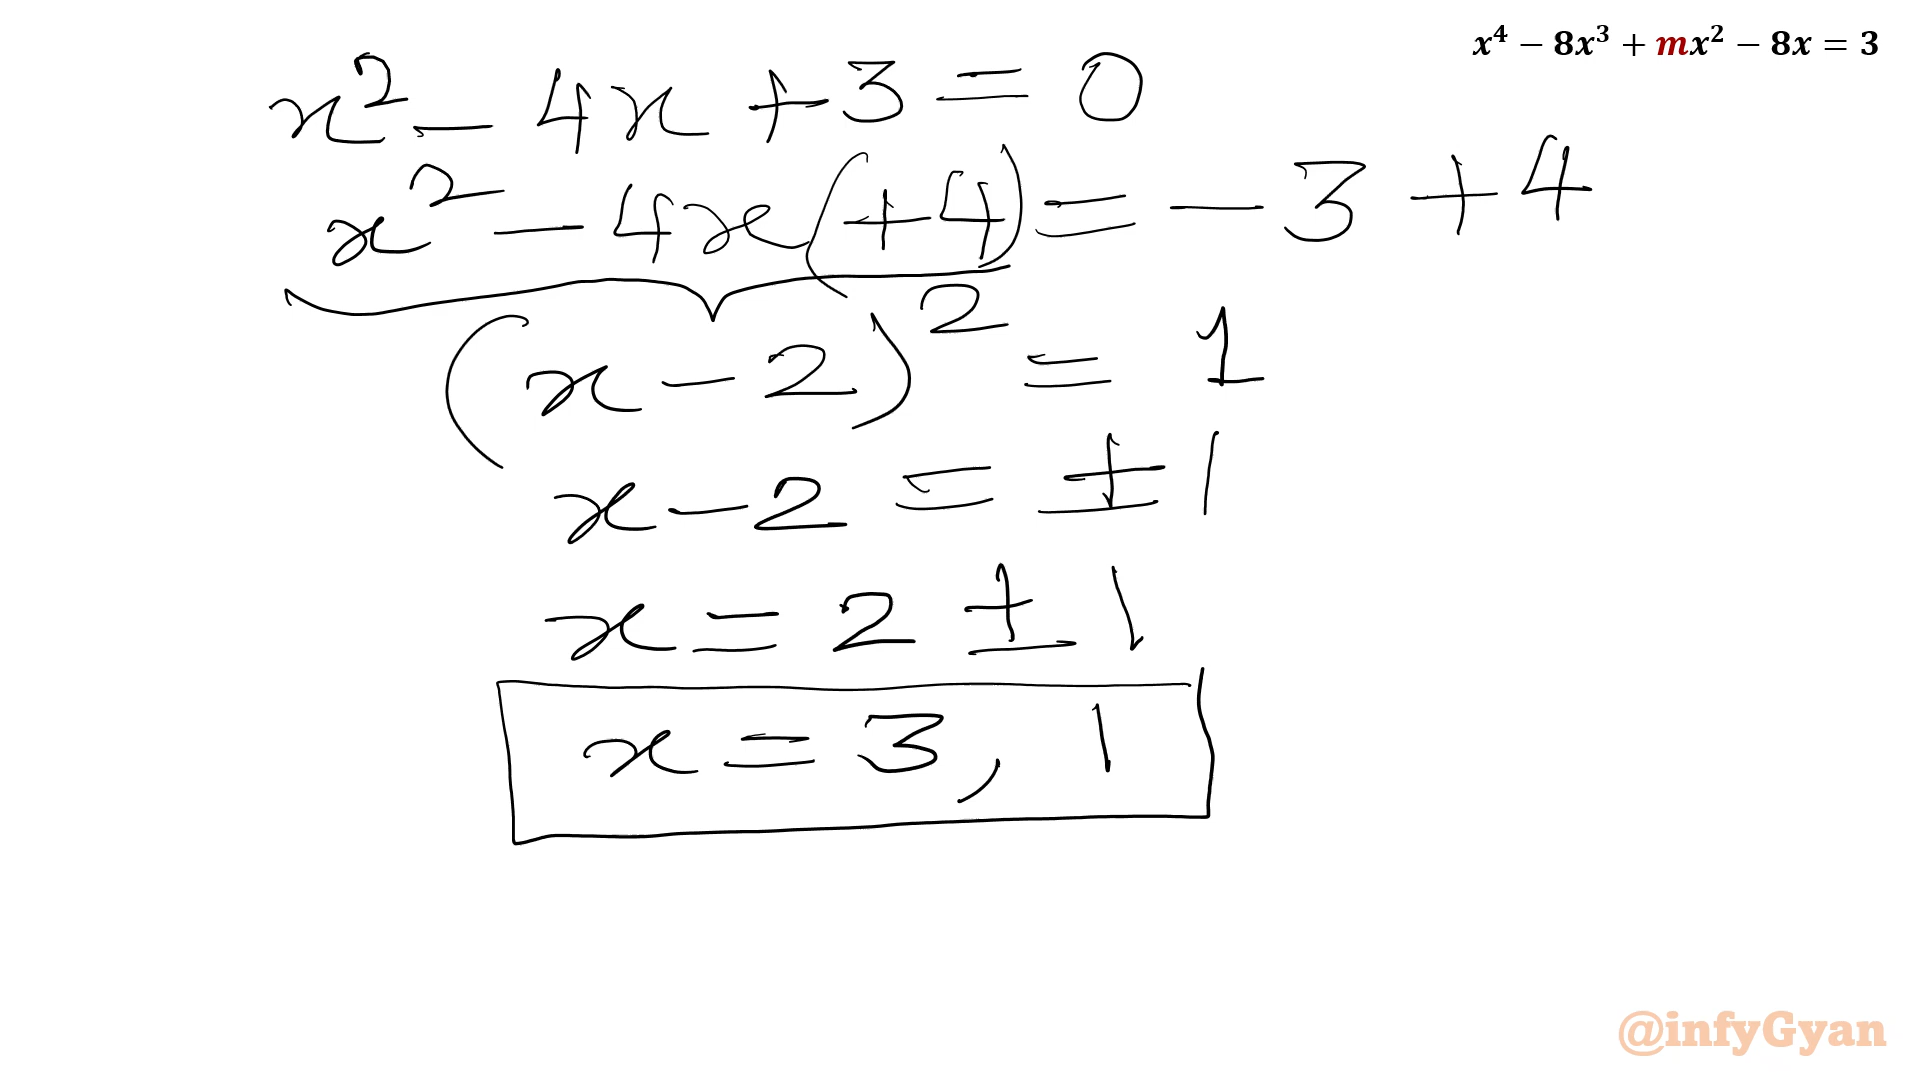 x⁴ − 8x³ + mx² − 8x = 3
x² − 4x + 3 = 0
x² − 4x (+4) = − 3 + 4
(x − 2)² = 1
x − 2 = ± 1
x = 2 ± 1
x = 3, 1
@infyGyan